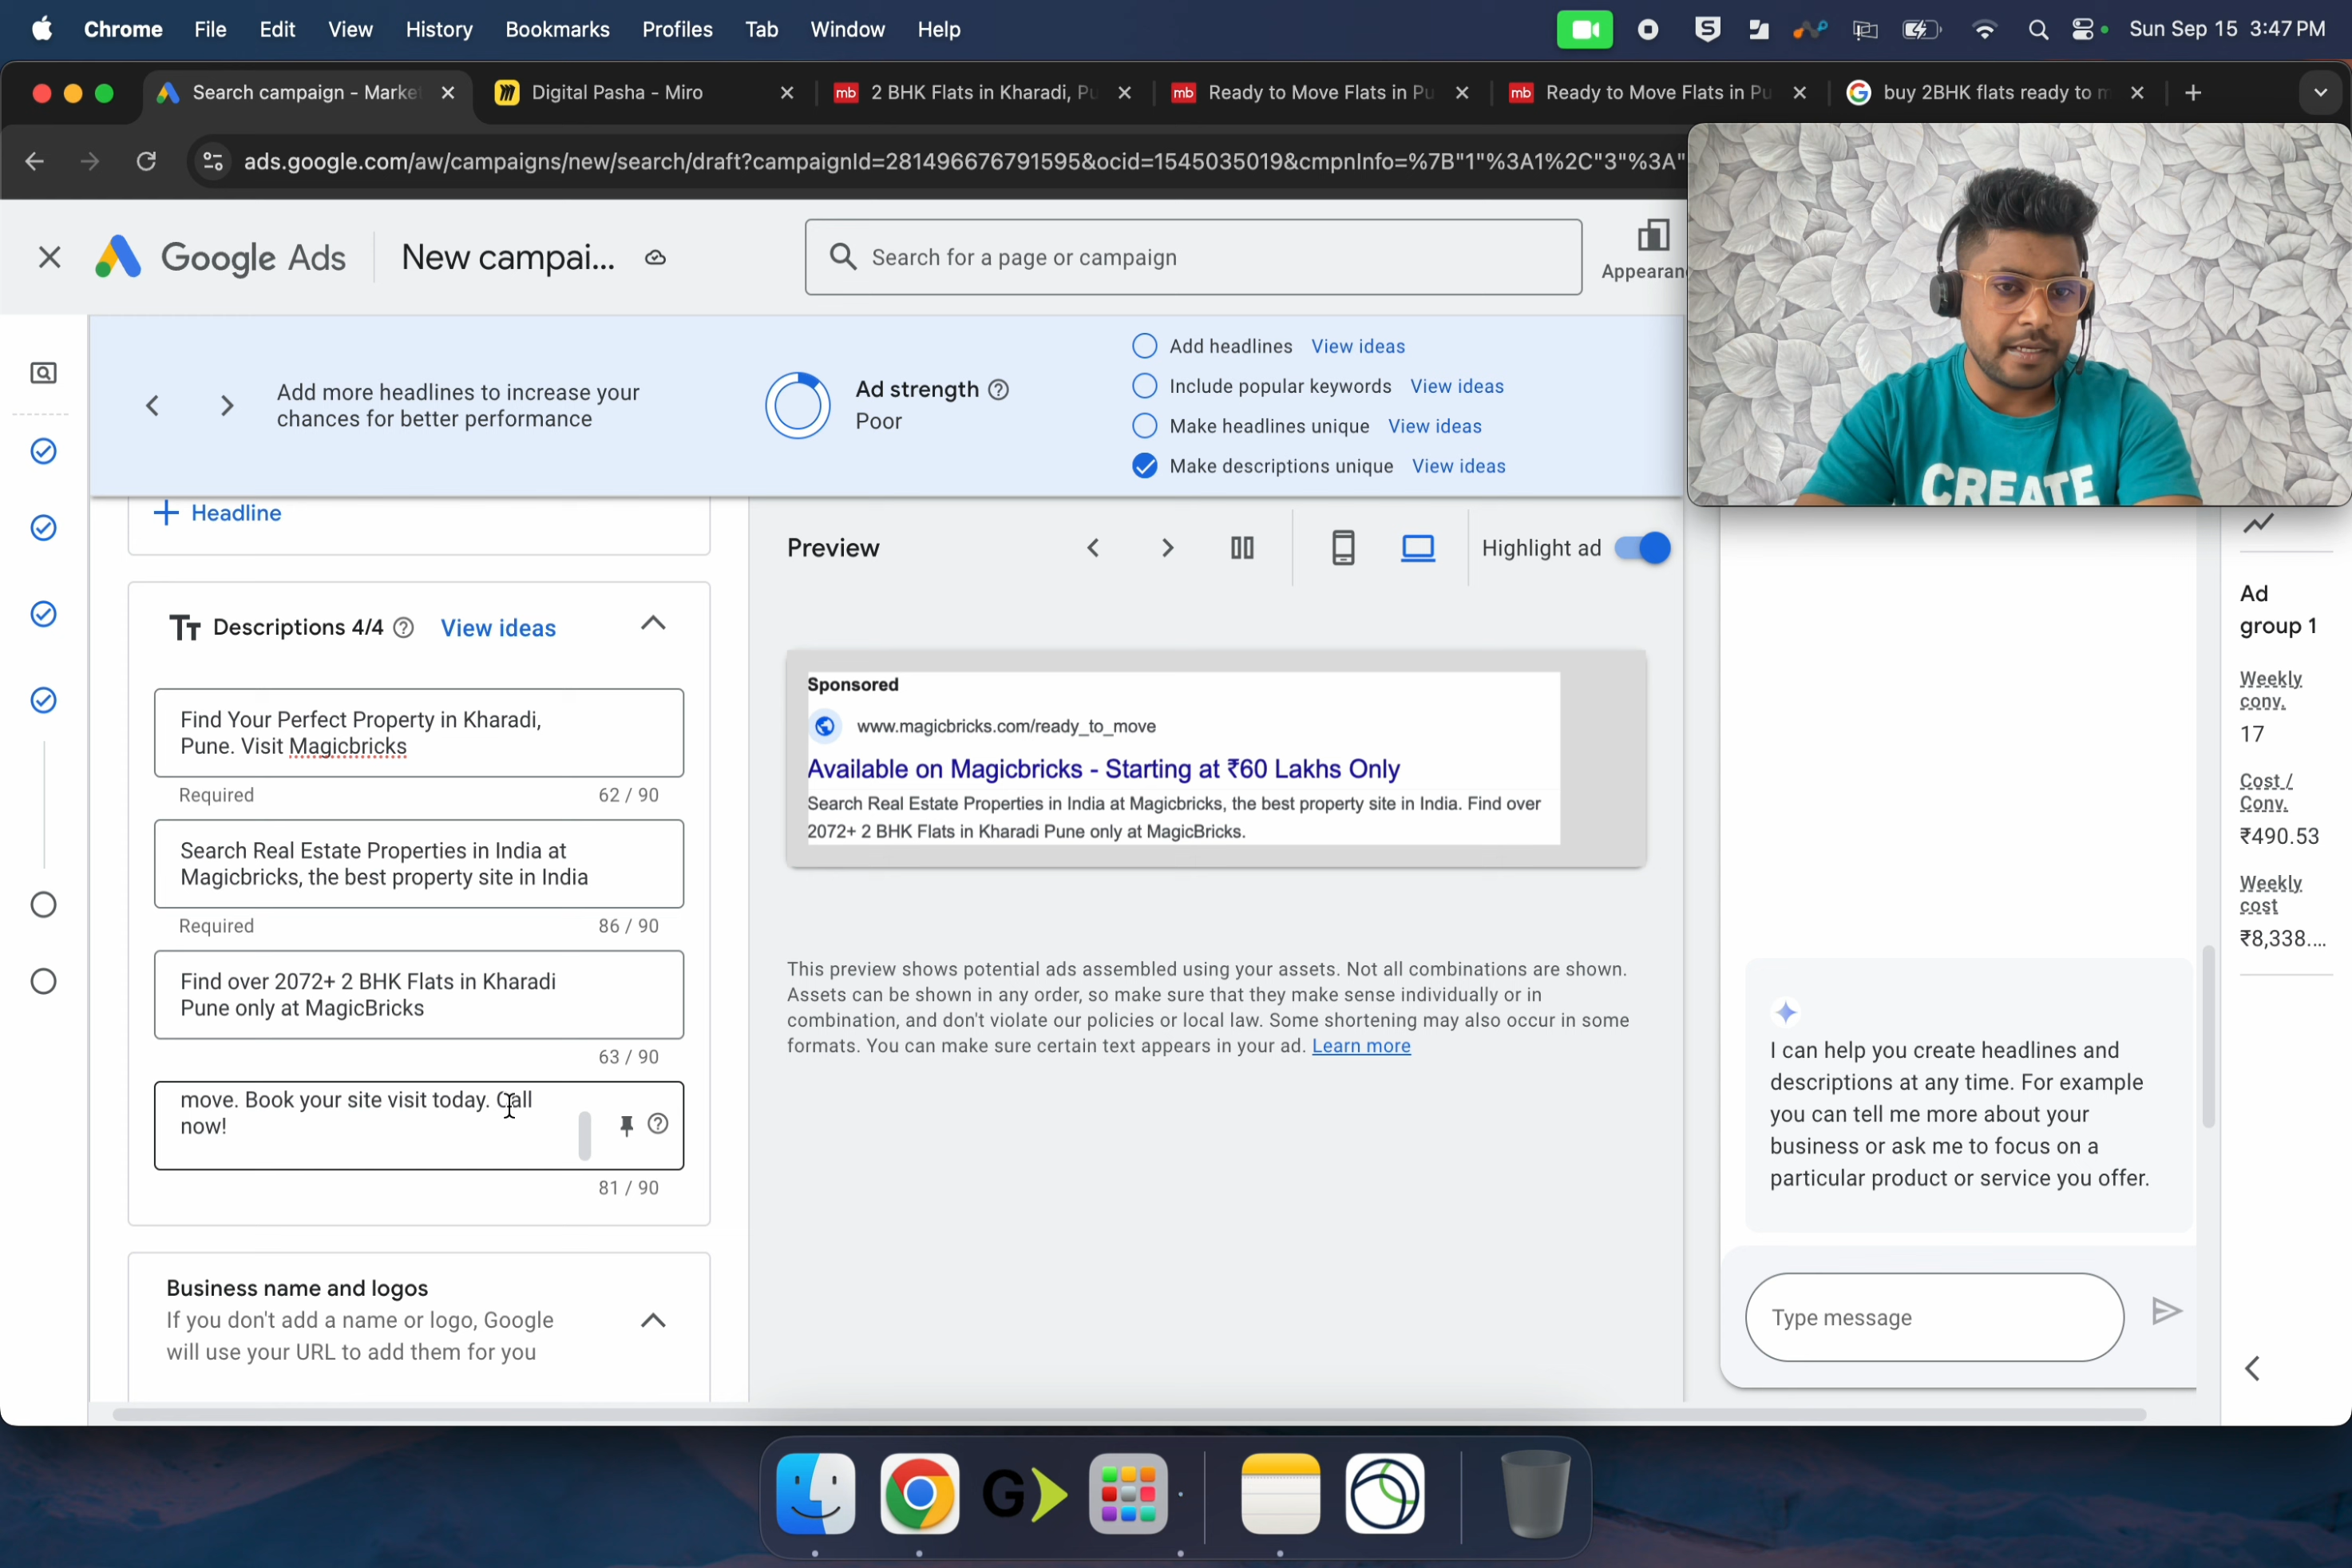 Chrome File Edit View History Bookmarks Profiles Tab Window Help
Sun Sep 15 3:47 PM
Search campaign - Market
Digital Pasha - Miro
mb 2 BHK Flats in Kharadi, Pu
mb Ready to Move Flats in Pu
mb Ready to Move Flats in Pu
buy 2BHK flats ready to m
ads.google.com/aw/campaigns/new/search/draft?campaignId=281496676791595&ocid=1545035019&cmpnInfo=%7B"1"%3A1%2C"3"%3A"
Google Ads
New campai...
Search for a page or campaign
CREATE
Add more headlines to increase your
chances for better performance
Ad strength
Poor
Add headlines View ideas
Include popular keywords View ideas
Make headlines unique View ideas
Make descriptions unique View ideas
+ Headline
Tт Descriptions 4/4 View ideas
Find Your Perfect Property in Kharadi,
Pune. Visit Magicbricks
Required 62 / 90
Search Real Estate Properties in India at
Magicbricks, the best property site in India
Required 86 / 90
Find over 2072+ 2 BHK Flats in Kharadi
Pune only at MagicBricks
63 / 90
move. Book your site visit today. Call
now!
81 / 90
Business name and logos
If you don't add a name or logo, Google
will use your URL to add them for you
Preview
Highlight ad
Sponsored
www.magicbricks.com/ready_to_move
Available on Magicbricks - Starting at ₹60 Lakhs Only
Search Real Estate Properties in India at Magicbricks, the best property site in India. Find over
2072+ 2 BHK Flats in Kharadi Pune only at MagicBricks.
This preview shows potential ads assembled using your assets. Not all combinations are shown.
Assets can be shown in any order, so make sure that they make sense individually or in
combination, and don't violate our policies or local law. Some shortening may also occur in some
formats. You can make sure certain text appears in your ad. Learn more
I can help you create headlines and
descriptions at any time. For example
you can tell me more about your
business or ask me to focus on a
particular product or service you offer.
Type message
Ad
group 1
Weekly
conv.
17
Cost /
Conv.
₹490.53
Weekly
cost
₹8,338....